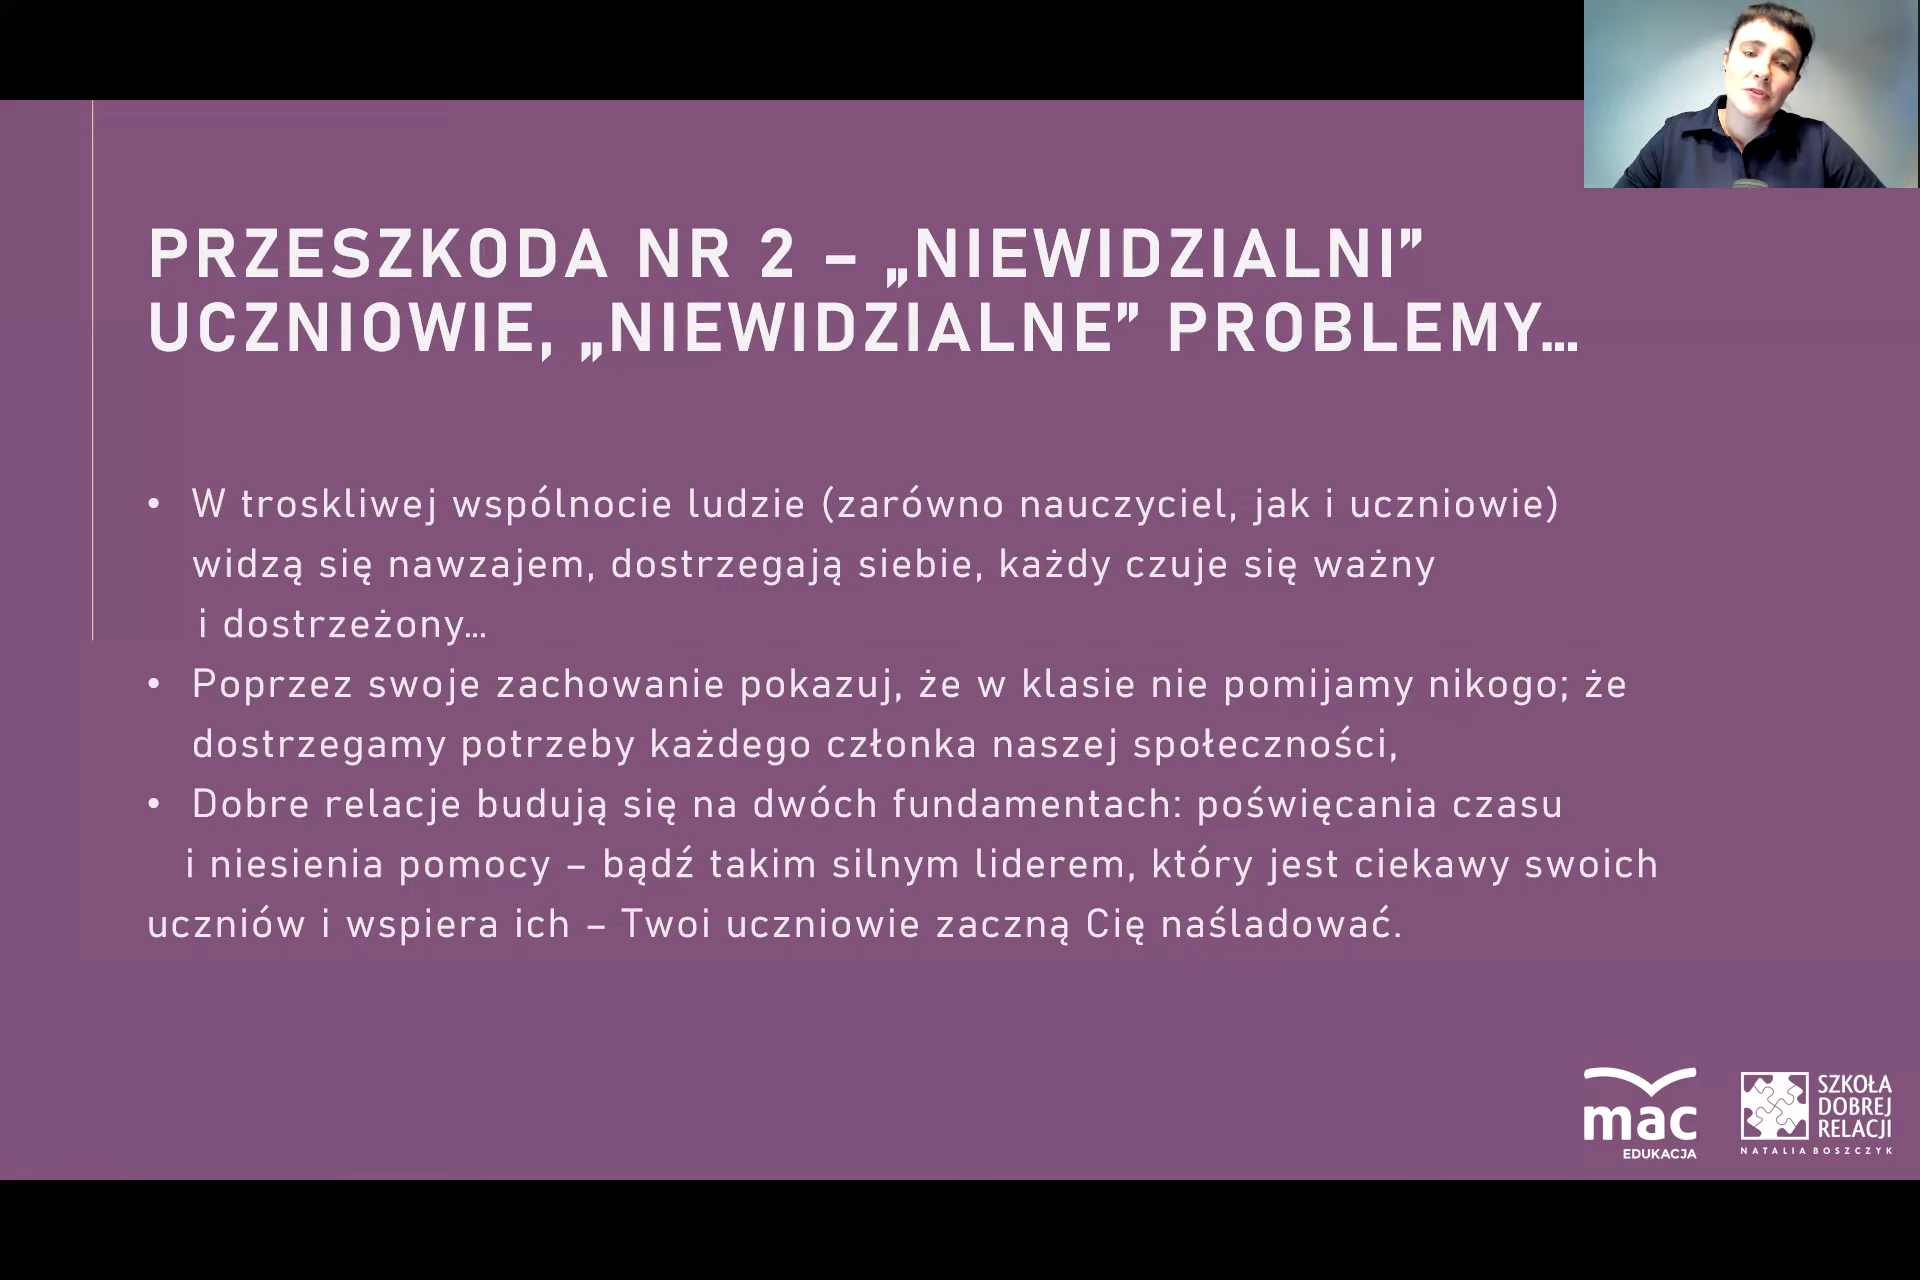 PRZESZKODA NR 2 – „NIEWIDZIALNI”
UCZNIOWIE, „NIEWIDZIALNE” PROBLEMY...
• W troskliwej wspólnocie ludzie (zarówno nauczyciel, jak i uczniowie)
widzą się nawzajem, dostrzegają siebie, każdy czuje się ważny
i dostrzeżony...
• Poprzez swoje zachowanie pokazuj, że w klasie nie pomijamy nikogo; że
dostrzegamy potrzeby każdego członka naszej społeczności,
• Dobre relacje budują się na dwóch fundamentach: poświęcania czasu
i niesienia pomocy – bądź takim silnym liderem, który jest ciekawy swoich
uczniów i wspiera ich – Twoi uczniowie zaczną Cię naśladować.
mac
EDUKACJA
SZKOŁA
DOBREJ
RELACJI
NATALIA BOSZCZYK